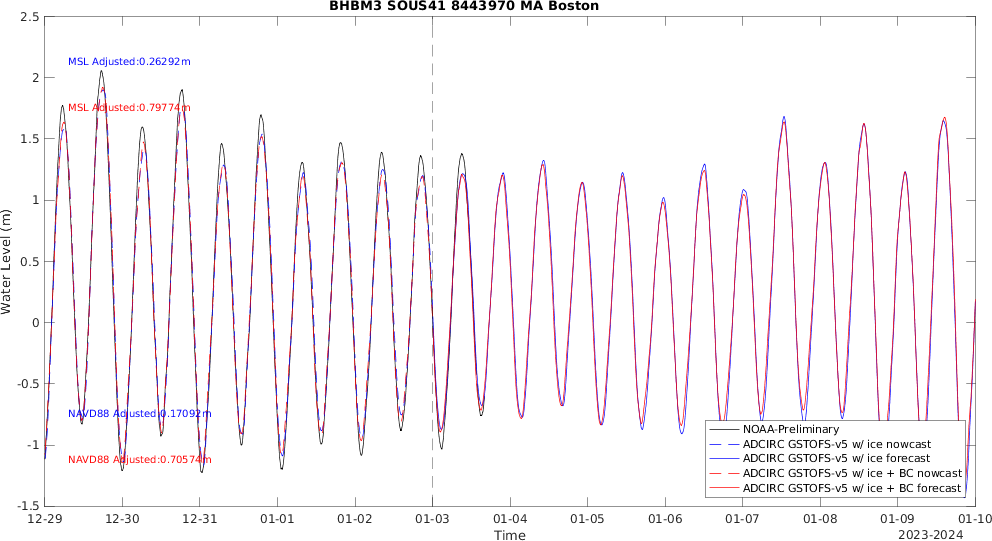 BHBM3 SOUS41 8443970 MA Boston
2.5
2
1.5
1
0.5
0
-0.5
-1
-1.5
Water Level (m)
MSL Adjusted:0.26292m
MSL Adjusted:0.79774m
NAVD88 Adjusted:0.17092m
NAVD88 Adjusted:0.70574m
NOAA-Preliminary
ADCIRC GSTOFS-v5 w/ ice nowcast
ADCIRC GSTOFS-v5 w/ ice forecast
ADCIRC GSTOFS-v5 w/ ice + BC nowcast
ADCIRC GSTOFS-v5 w/ ice + BC forecast
12-29 12-30 12-31 01-01 01-02 01-03 01-04 01-05 01-06 01-07 01-08 01-09 01-10
Time
2023-2024